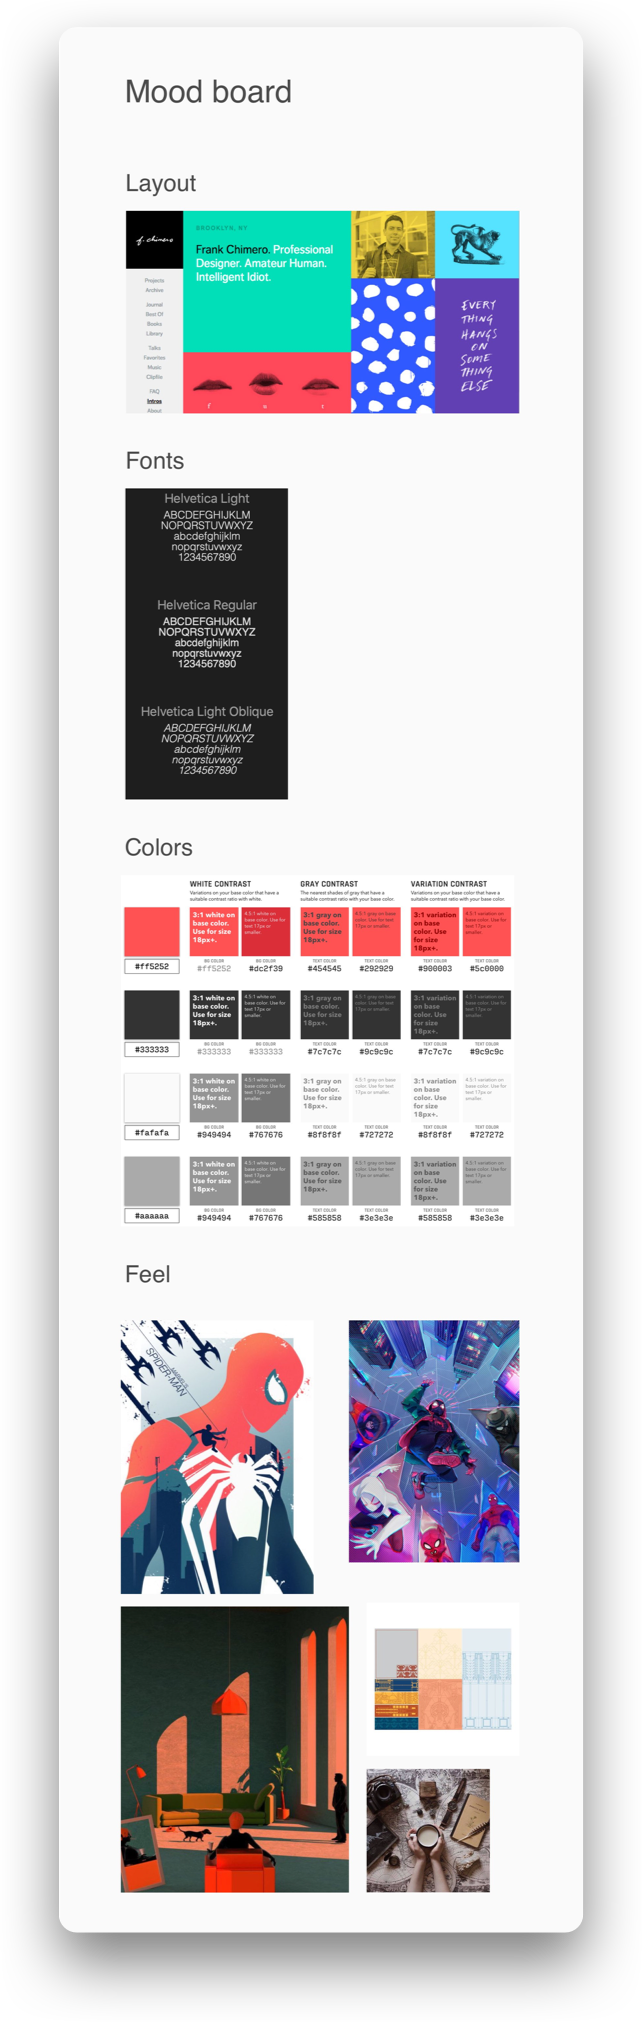 Mood board
Layout
f. chimero
Projects
Archive
Journal
Best Of
Books
Library
Talks
Favorites
Music
Clipfile
FAQ
Intros
About
BROOKLYN, NY
Frank Chimero. Professional
Designer. Amateur Human.
Intelligent Idiot.
EVERY
THING
HANGS
ON
SOME
THING
ELSE
Fonts
Helvetica Light
ABCDEFGHIJKLM
NOPQRSTUVWXYZ
abcdefghijklm
nopqrstuvwxyz
1234567890
Helvetica Regular
ABCDEFGHIJKLM
NOPQRSTUVWXYZ
abcdefghijklm
nopqrstuvwxyz
1234567890
Helvetica Light Oblique
ABCDEFGHIJKLM
NOPQRSTUVWXYZ
abcdefghijklm
nopqrstuvwxyz
1234567890
Colors
WHITE CONTRAST
Variations on your base color that have a
suitable contrast ratio with white.
GRAY CONTRAST
The nearest shades of gray that have a
suitable contrast ratio with your base color.
VARIATION CONTRAST
Variations on your base color that have a
suitable contrast ratio with your base color.
#ff5252
3:1 white on
base color.
Use for size
18px+.
BG COLOR
#ff5252
4.5:1 white on
base color. Use for
text 17px or
smaller.
BG COLOR
#dc2f39
3:1 gray on
base color.
Use for size
18px+.
TEXT COLOR
#454545
4.5:1 gray on base
color. Use for text
17px or smaller.
TEXT COLOR
#292929
3:1 variation
on base
color. Use
for size
18px+.
TEXT COLOR
#900003
4.5:1 variation on
base color. Use for
text 17px or
smaller.
TEXT COLOR
#5c0000
#333333
3:1 white on
base color.
Use for size
18px+.
BG COLOR
#333333
4.5:1 white on
base color. Use for
text 17px or
smaller.
BG COLOR
#333333
3:1 gray on
base color.
Use for size
18px+.
TEXT COLOR
#7c7c7c
4.5:1 gray on base
color. Use for text
17px or smaller.
TEXT COLOR
#9c9c9c
3:1 variation
on base
color. Use
for size
18px+.
TEXT COLOR
#7c7c7c
4.5:1 variation on
base color. Use for
text 17px or
smaller.
TEXT COLOR
#9c9c9c
#fafafa
3:1 white on
base color.
Use for size
18px+.
BG COLOR
#949494
4.5:1 white on
base color. Use for
text 17px or
smaller.
BG COLOR
#767676
3:1 gray on
base color.
Use for size
18px+.
TEXT COLOR
#8f8f8f
4.5:1 gray on base
color. Use for text
17px or smaller.
TEXT COLOR
#727272
3:1 variation
on base
color. Use
for size
18px+.
TEXT COLOR
#8f8f8f
4.5:1 variation on
base color. Use for
text 17px or
smaller.
TEXT COLOR
#727272
#aaaaaa
3:1 white on
base color.
Use for size
18px+.
BG COLOR
#949494
4.5:1 white on
base color. Use for
text 17px or
smaller.
BG COLOR
#767676
3:1 gray on
base color.
Use for size
18px+.
TEXT COLOR
#585858
4.5:1 gray on base
color. Use for text
17px or smaller.
TEXT COLOR
#3e3e3e
3:1 variation
on base
color. Use
for size
18px+.
TEXT COLOR
#585858
4.5:1 variation on
base color. Use for
text 17px or
smaller.
TEXT COLOR
#3e3e3e
Feel
MARVEL'S
SPIDER-MAN